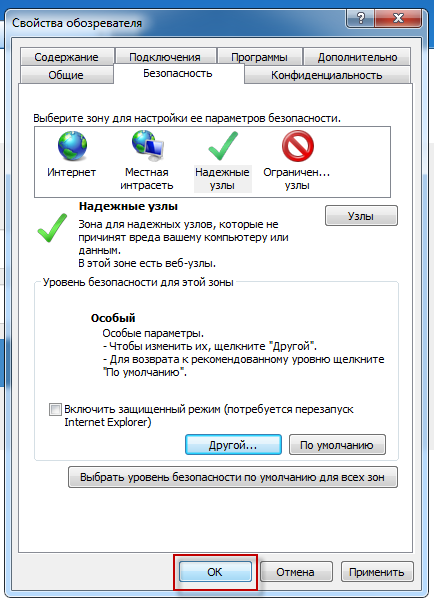 Свойства обозревателя
Содержание Подключения Программы Дополнительно
Общие Безопасность Конфиденциальность
Выберите зону для настройки ее параметров безопасности.
Интернет Местная интрасеть Надежные узлы Ограничен... узлы
Надежные узлы
Узлы
Зона для надежных узлов, которые не
причинят вреда вашему компьютеру или
данным.
В этой зоне есть веб-узлы.
Уровень безопасности для этой зоны
Особый
Особые параметры.
- Чтобы изменить их, щелкните "Другой".
- Для возврата к рекомендованному уровню щелкните
"По умолчанию".
Включить защищенный режим (потребуется перезапуск
Internet Explorer)
Другой... По умолчанию
Выбрать уровень безопасности по умолчанию для всех зон
ОК Отмена Применить